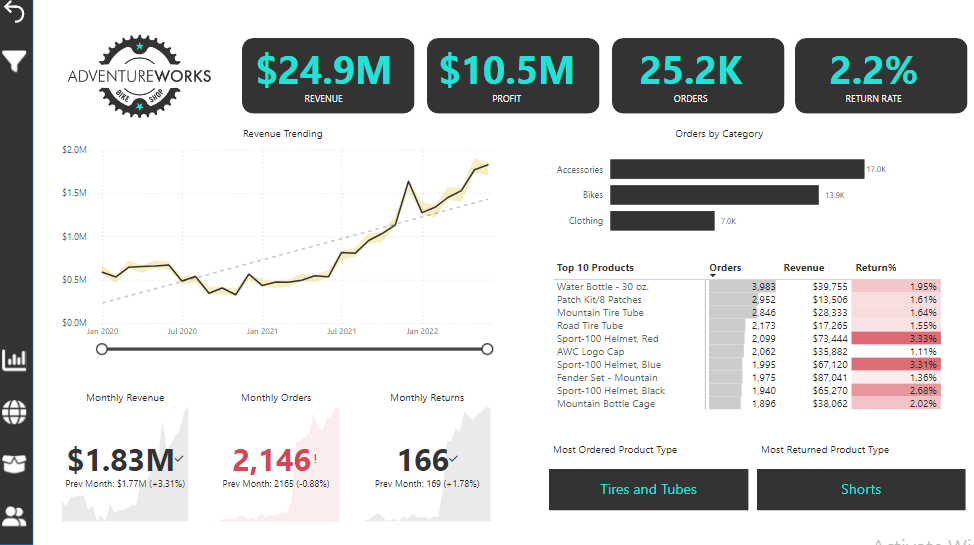 ADVENTUREWORKS
BIKE SHOP
$24.9M
REVENUE
$10.5M
PROFIT
25.2K
ORDERS
2.2%
RETURN RATE
Revenue Trending
$2.0M
$1.5M
$1.0M
$0.5M
$0.0M
Jan 2020 Jul 2020 Jan 2021 Jul 2021 Jan 2022
Orders by Category
Accessories 17.0K
Bikes 13.9K
Clothing 7.0K
Top 10 Products Orders Revenue Return%
Water Bottle - 30 oz. 3,983 $39,755 1.95%
Patch Kit/8 Patches 2,952 $13,506 1.61%
Mountain Tire Tube 2,846 $28,333 1.64%
Road Tire Tube 2,173 $17,265 1.55%
Sport-100 Helmet, Red 2,099 $73,444 3.33%
AWC Logo Cap 2,062 $35,882 1.11%
Sport-100 Helmet, Blue 1,995 $67,120 3.31%
Fender Set - Mountain 1,975 $87,041 1.36%
Sport-100 Helmet, Black 1,940 $65,270 2.68%
Mountain Bottle Cage 1,896 $38,062 2.02%
Monthly Revenue
$1.83M
Prev Month: $1.77M (+3.31%)
Monthly Orders
2,146!
Prev Month: 2165 (-0.88%)
Monthly Returns
166
Prev Month: 169 (+1.78%)
Most Ordered Product Type
Tires and Tubes
Most Returned Product Type
Shorts